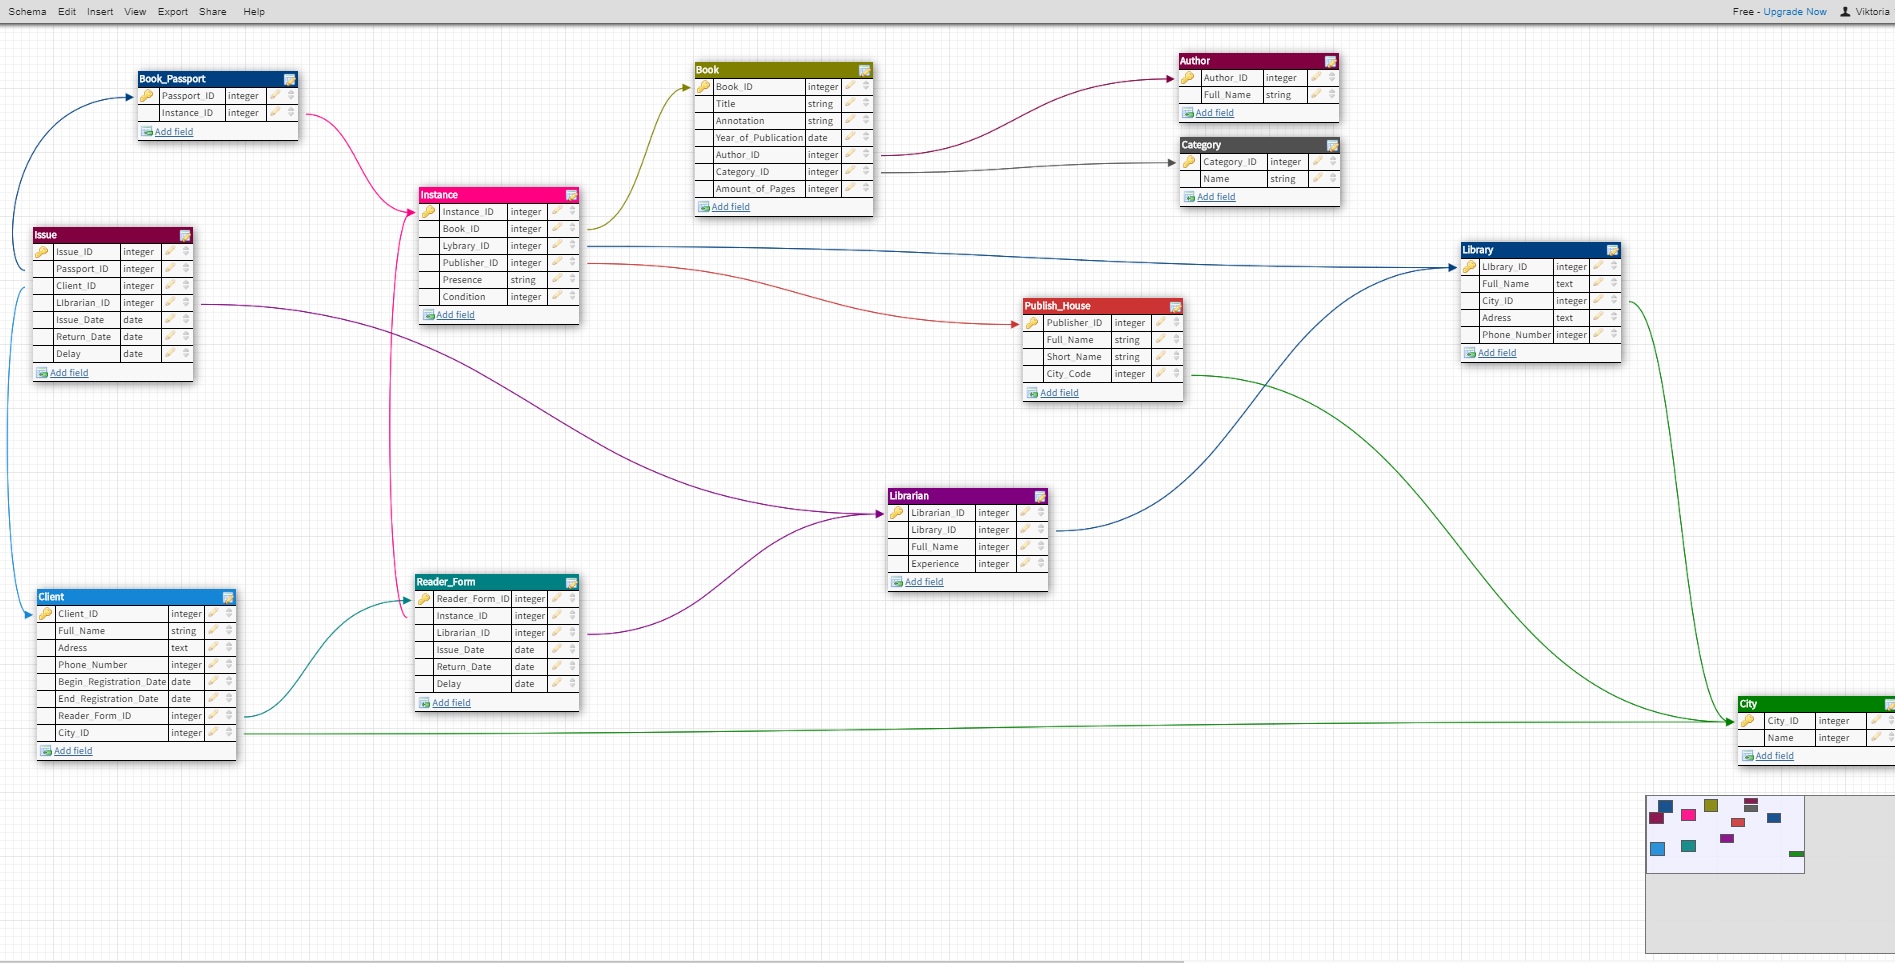 Schema Edit Insert View Export Share Help Free - Upgrade Now Viktoria
Book_Passport
Passport_ID integer
Instance_ID integer
Add field
Book
Book_ID integer
Title string
Annotation string
Year_of_Publication date
Author_ID integer
Category_ID integer
Amount_of_Pages integer
Add field
Author
Author_ID integer
Full_Name string
Add field
Category
Category_ID integer
Name string
Add field
Instance
Instance_ID integer
Book_ID integer
Lybrary_ID integer
Publisher_ID integer
Presence string
Condition integer
Add field
Issue
Issue_ID integer
Passport_ID integer
Client_ID integer
LIbrarian_ID integer
Issue_Date date
Return_Date date
Delay date
Add field
Library
LIbrary_ID integer
Full_Name text
City_ID integer
Adress text
Phone_Number integer
Add field
Publish_House
Publisher_ID integer
Full_Name string
Short_Name string
City_Code integer
Add field
Librarian
Librarian_ID integer
Library_ID integer
Full_Name integer
Experience integer
Add field
Client
Client_ID integer
Full_Name string
Adress text
Phone_Number integer
Begin_Registration_Date date
End_Registration_Date date
Reader_Form_ID integer
City_ID integer
Add field
Reader_Form
Reader_Form_ID integer
Instance_ID integer
Librarian_ID integer
Issue_Date date
Return_Date date
Delay date
Add field
City
City_ID integer
Name integer
Add field